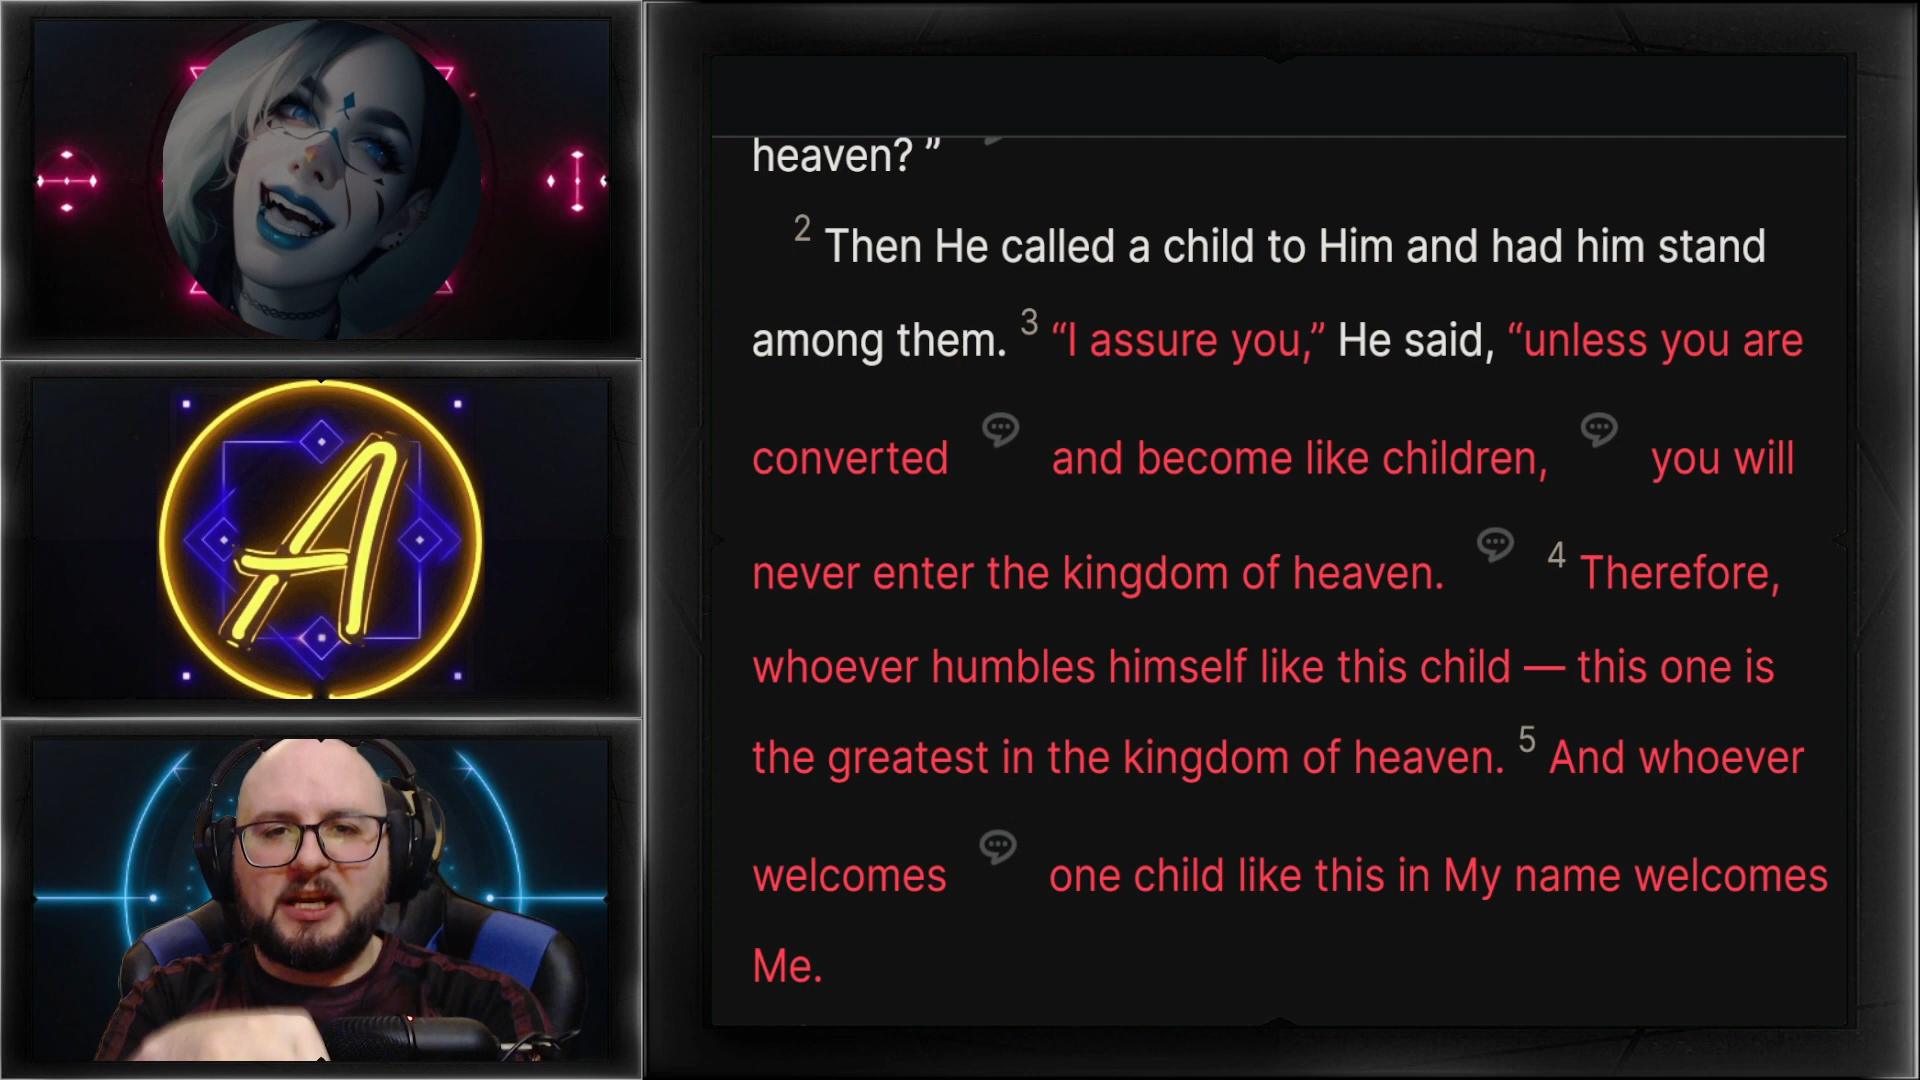 heaven? ”
2 Then He called a child to Him and had him stand
among them. 3 “I assure you,” He said, “unless you are
converted and become like children, you will
never enter the kingdom of heaven. 4 Therefore,
whoever humbles himself like this child — this one is
the greatest in the kingdom of heaven. 5 And whoever
welcomes one child like this in My name welcomes
Me.
A